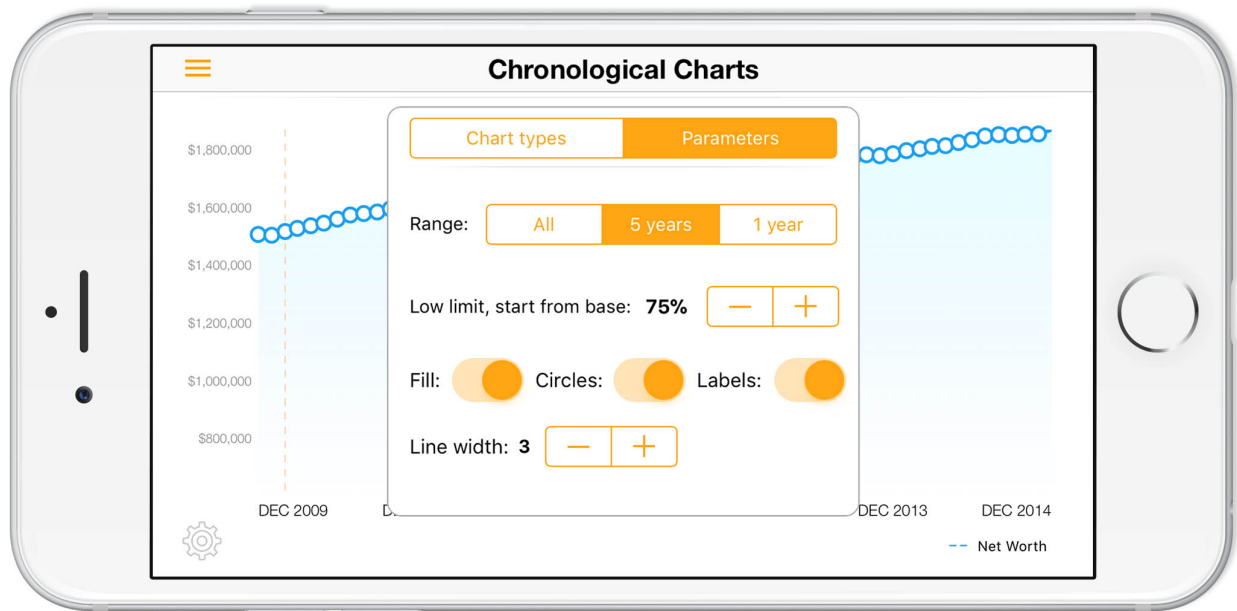 Chronological Charts
Chart types Parameters
$1,800,000
$1,600,000
Range: All 5 years 1 year
$1,400,000
Low limit, start from base: 75% — +
$1,200,000
$1,000,000
Fill: Circles: Labels:
$800,000
Line width: 3 — +
DEC 2009 DEC 2013 DEC 2014
Net Worth